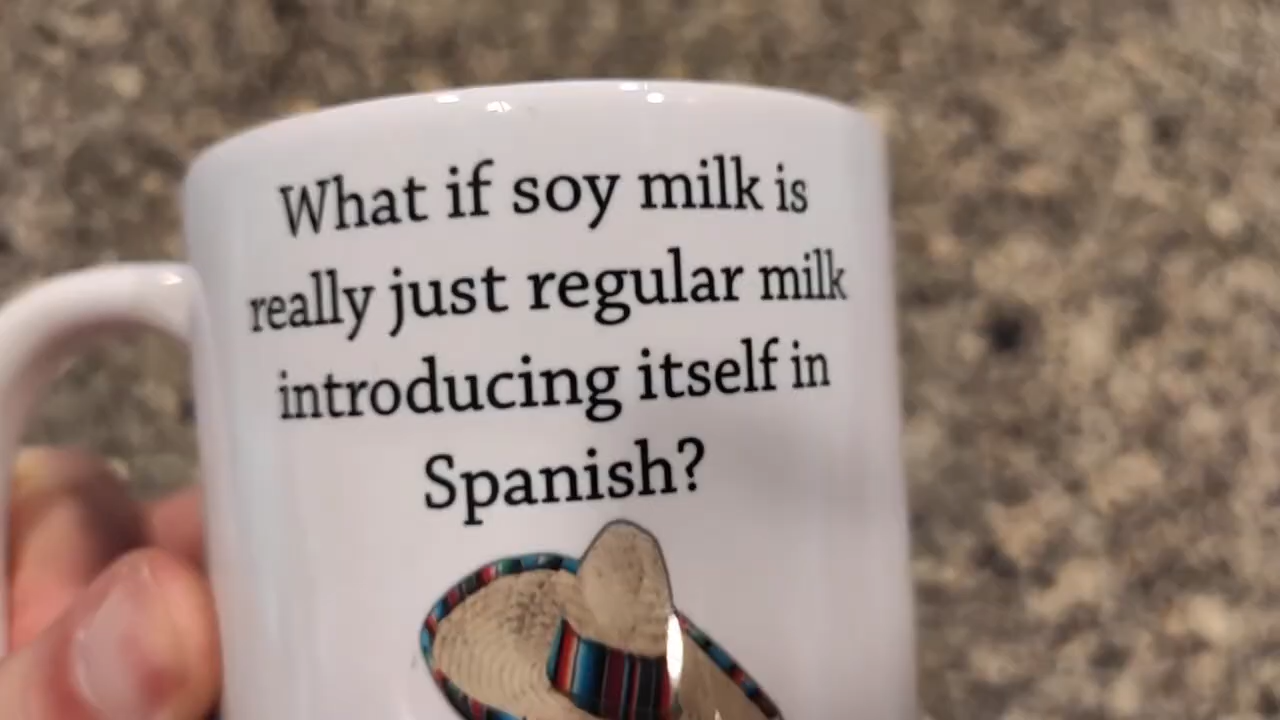 What if soy milk is
really just regular milk
introducing itself in
Spanish?